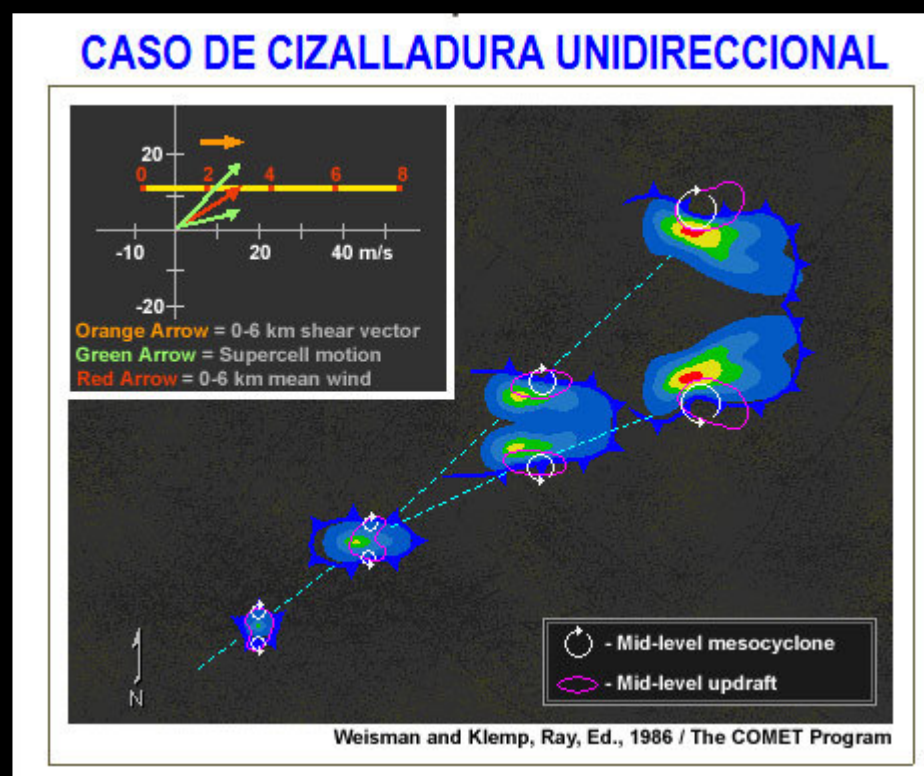 CASO DE CIZALLADURA UNIDIRECCIONAL
20
0 2 4 6 8
-10 20 40 m/s
-20
Orange Arrow = 0-6 km shear vector
Green Arrow = Supercell motion
Red Arrow = 0-6 km mean wind
N
- Mid-level mesocyclone
- Mid-level updraft
Weisman and Klemp, Ray, Ed., 1986 / The COMET Program